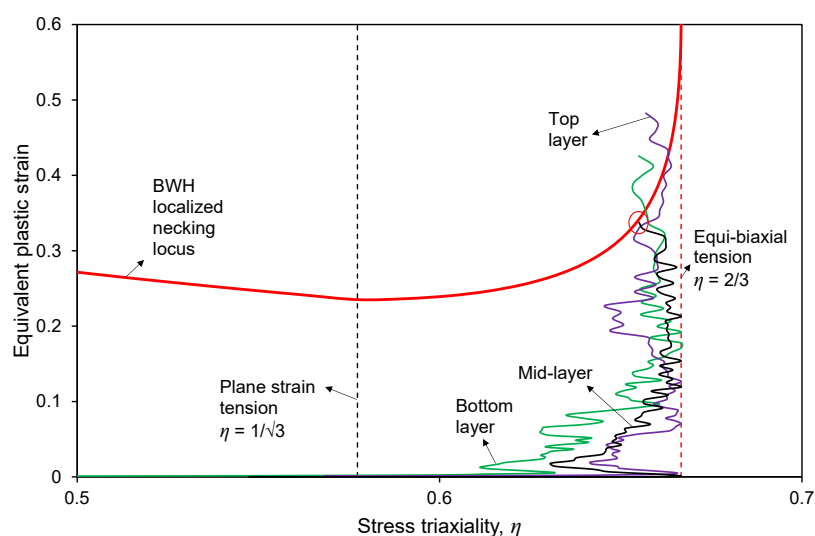 0.6
0.5
0.4
0.3
0.2
0.1
0
Equivalent plastic strain
0.5
0.6
0.7
Stress triaxiality, η
BWH
localized
necking
locus
Plane strain
tension
η = 1/√3
Top
layer
Equi-biaxial
tension
η = 2/3
Mid-layer
Bottom
layer